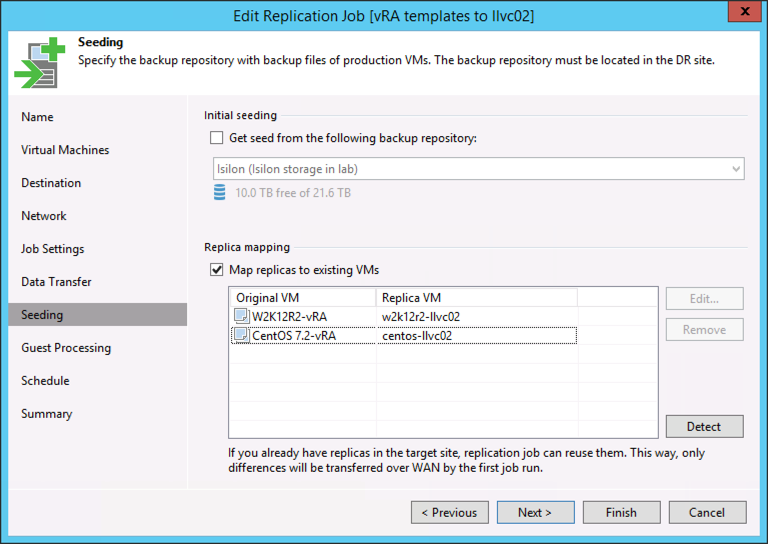 Edit Replication Job [vRA templates to llvc02]
x
Seeding
Specify the backup repository with backup files of production VMs. The backup repository must be located in the DR site.
Name
Virtual Machines
Destination
Network
Job Settings
Data Transfer
Seeding
Guest Processing
Schedule
Summary
Initial seeding
Get seed from the following backup repository:
Isilon (Isilon storage in lab)
10.0 TB free of 21.6 TB
Replica mapping
Map replicas to existing VMs
Original VM Replica VM
W2K12R2-vRA w2k12r2-llvc02
CentOS 7.2-vRA centos-llvc02
Edit...
Remove
Detect
If you already have replicas in the target site, replication job can reuse them. This way, only
differences will be transferred over WAN by the first job run.
< Previous Next > Finish Cancel